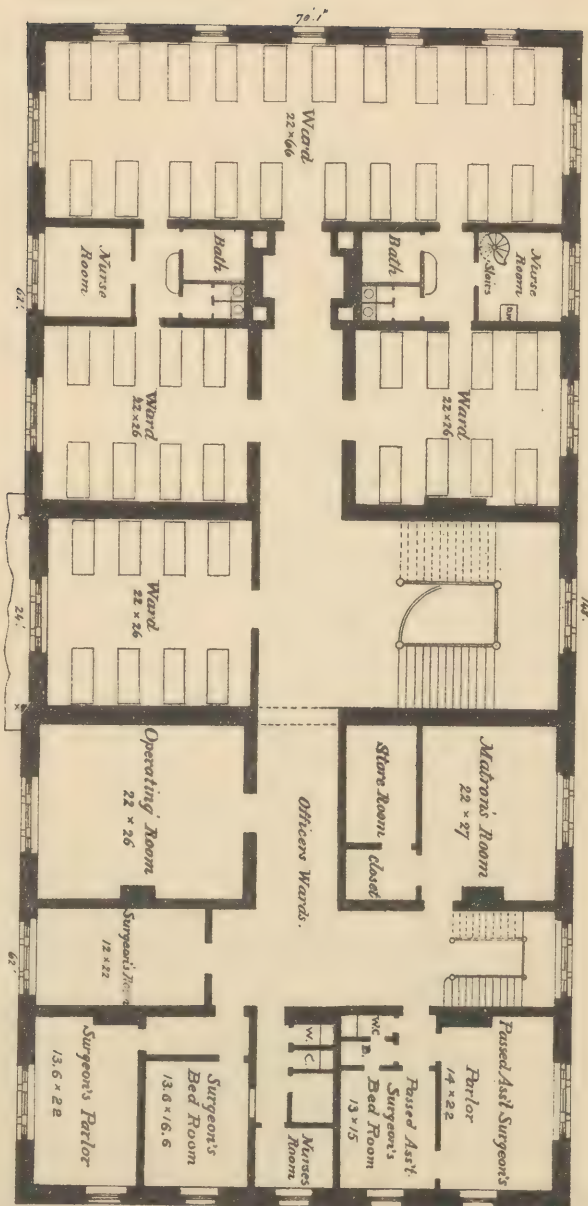 70.1"
Ward
22 × 66
Nurse
Room
Bath
Bath
Nurse
Room
Stairs
D.W.
62'
Ward
22 × 26
Ward
22 × 26
Ward
22 × 26
24'
148'
Operating Room
22 × 26
Officers Wards.
Store Room
Closet
Matron's Room
22 × 27
Surgeon's Room
12 × 22
62'
Surgeon's Parlor
13.6 × 22
Surgeon's
Bed Room
13.6 × 16.6
W.
C.
Nurses
Room
W.C
B.
Passed Ass't.
Surgeon's
Bed Room
13 × 15
Passed Ass't Surgeon's
Parlor
14 × 22